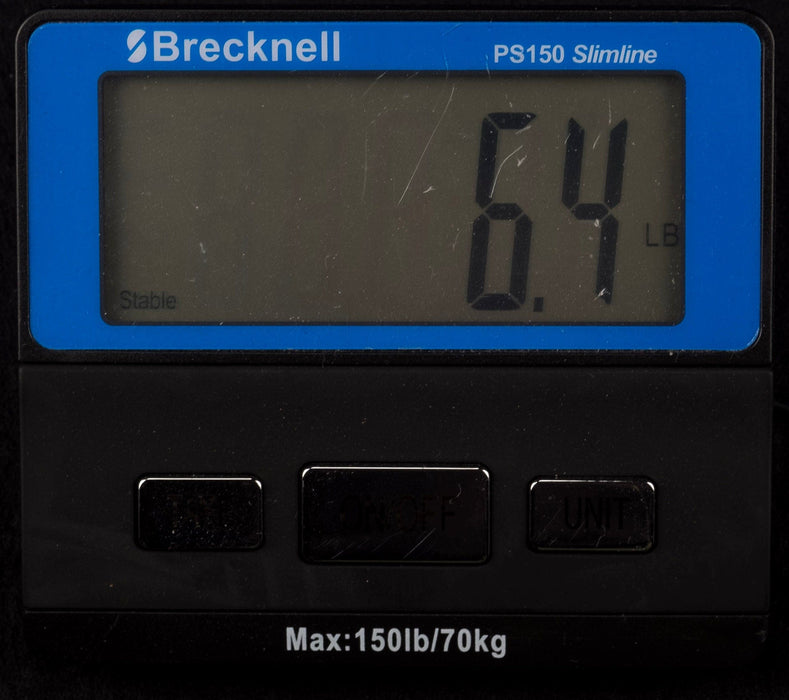 Brecknell
PS150 Slimline
6.4
LB
Stable
ON/OFF
UNIT
Max:150lb/70kg